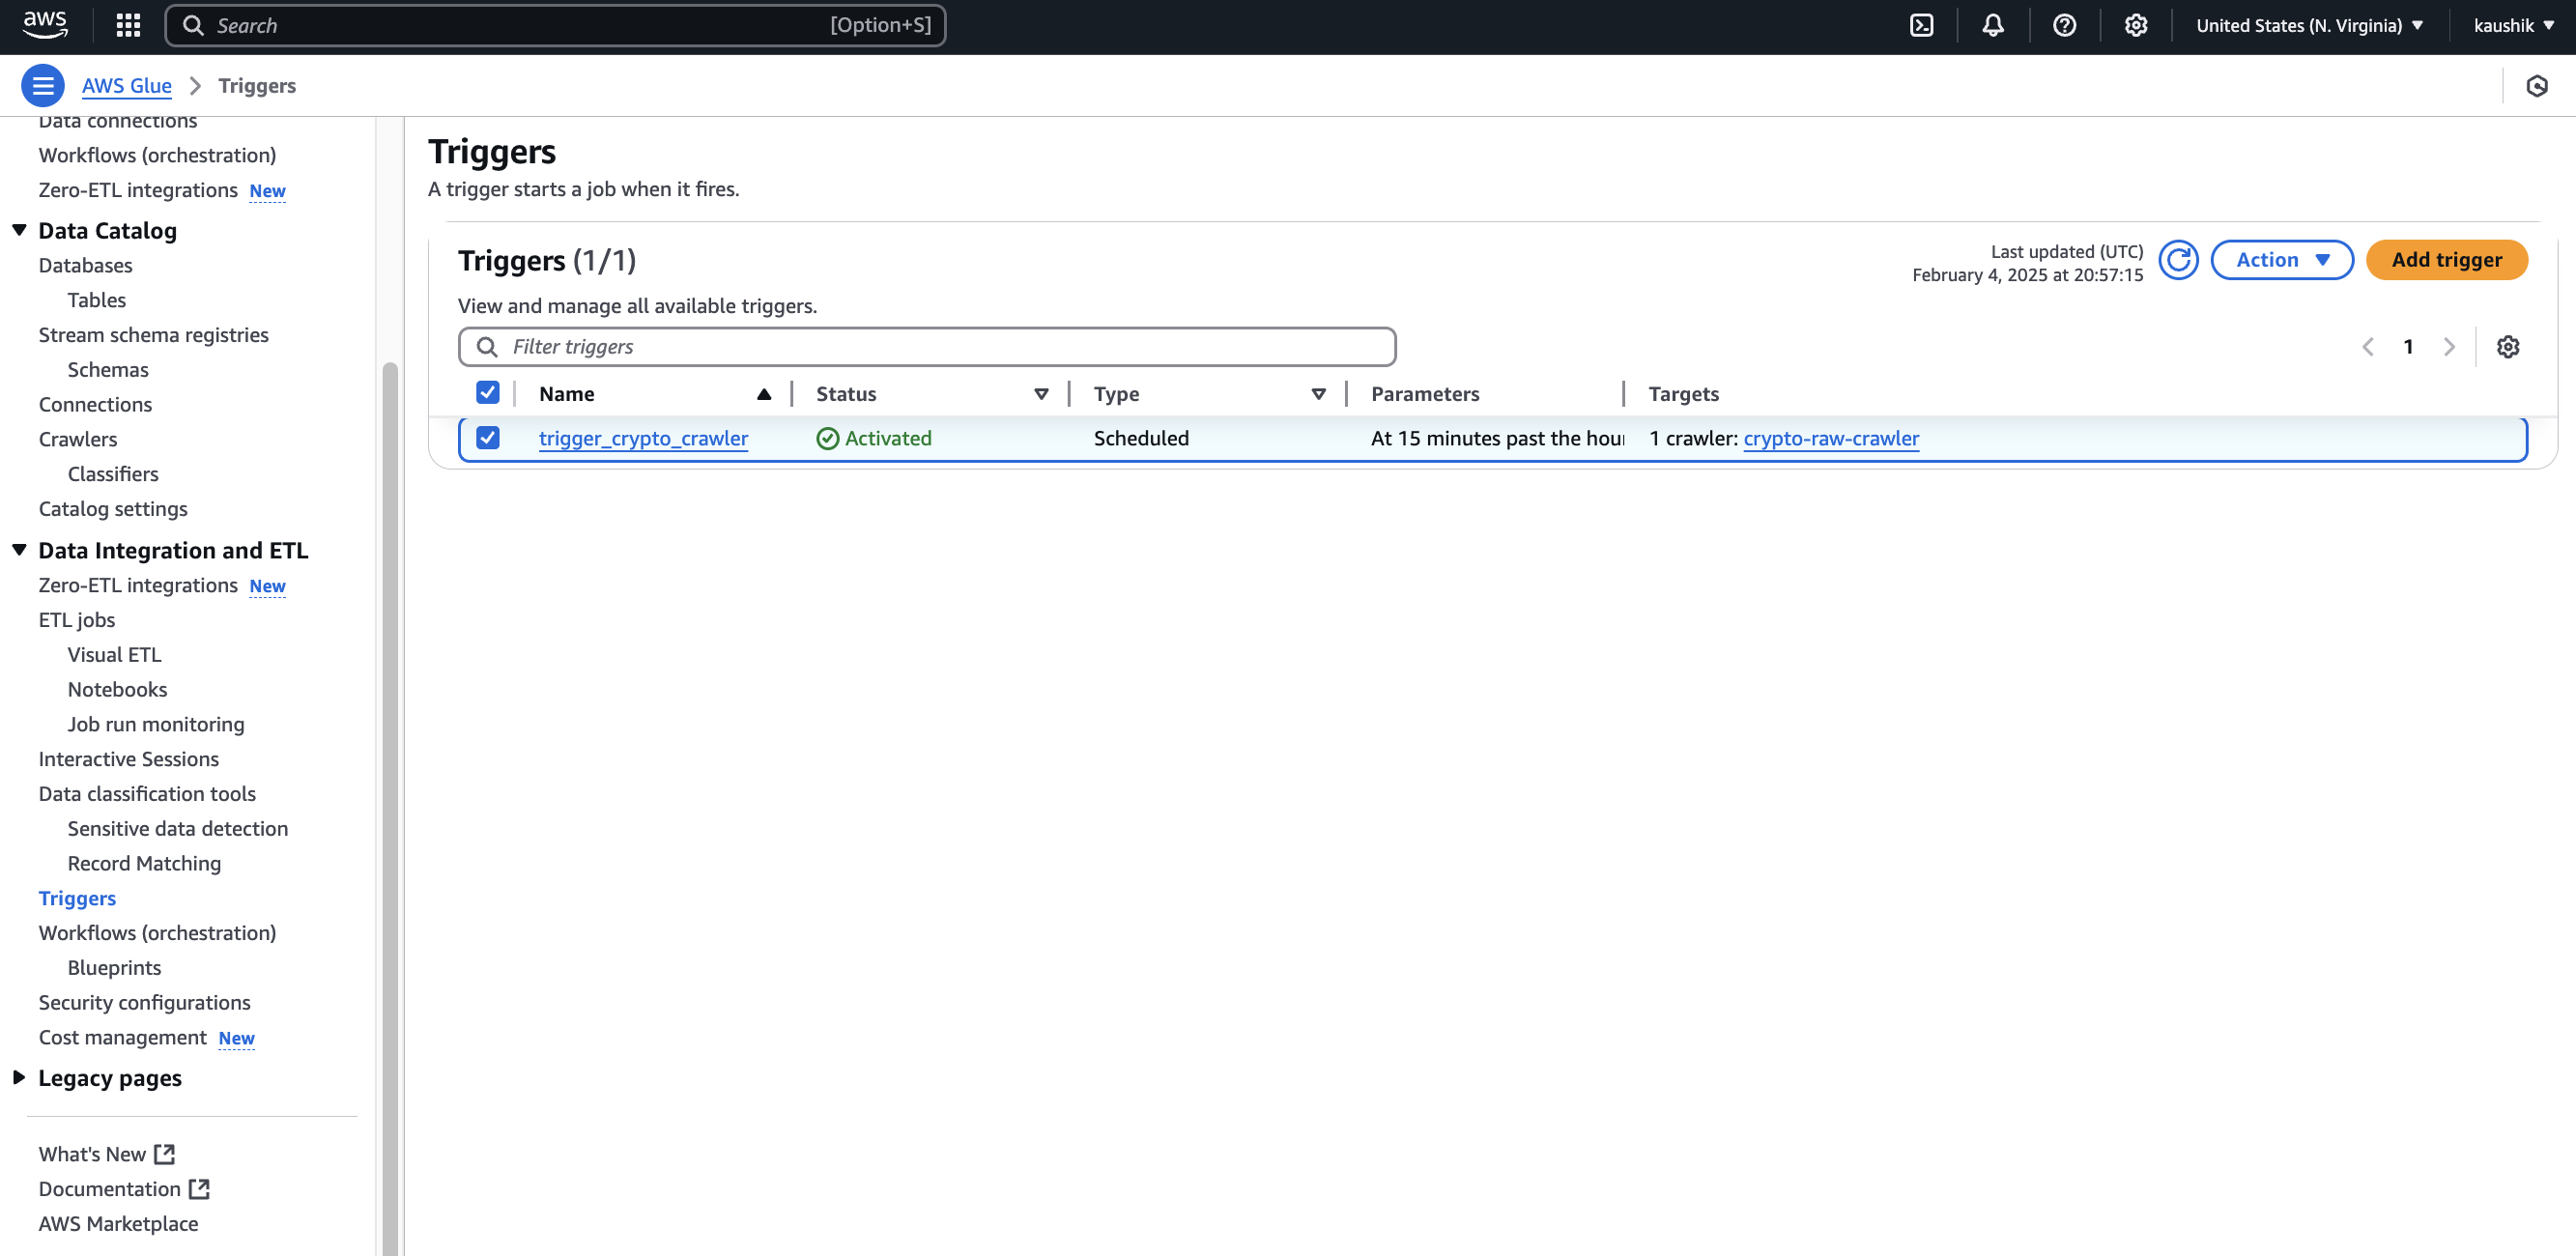 aws
Search [Option+S]
United States (N. Virginia)
kaushik
AWS Glue > Triggers
Data connections
Workflows (orchestration)
Zero-ETL integrations New
Data Catalog
Databases
Tables
Stream schema registries
Schemas
Connections
Crawlers
Classifiers
Catalog settings
Data Integration and ETL
Zero-ETL integrations New
ETL jobs
Visual ETL
Notebooks
Job run monitoring
Interactive Sessions
Data classification tools
Sensitive data detection
Record Matching
Triggers
Workflows (orchestration)
Blueprints
Security configurations
Cost management New
Legacy pages
What's New
Documentation
AWS Marketplace
Triggers
A trigger starts a job when it fires.
Triggers (1/1)
Last updated (UTC)
February 4, 2025 at 20:57:15
Action
Add trigger
View and manage all available triggers.
Filter triggers
1
Name Status Type Parameters Targets
trigger_crypto_crawler Activated Scheduled At 15 minutes past the hour 1 crawler: crypto-raw-crawler